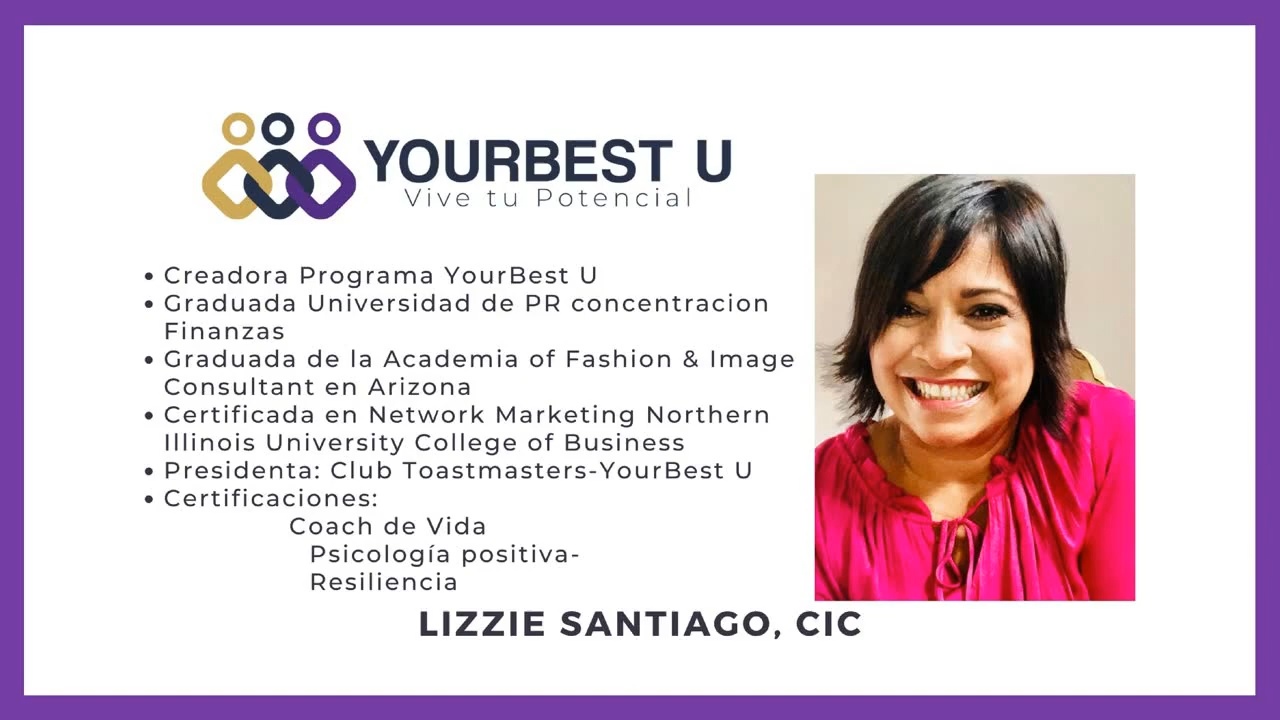 YOURBEST U
Vive tu Potencial
• Creadora Programa YourBest U
• Graduada Universidad de PR concentracion
Finanzas
• Graduada de la Academia of Fashion & Image
Consultant en Arizona
• Certificada en Network Marketing Northern
Illinois University College of Business
• Presidenta: Club Toastmasters-YourBest U
• Certificaciones:
Coach de Vida
Psicología positiva-
Resiliencia
LIZZIE SANTIAGO, CIC